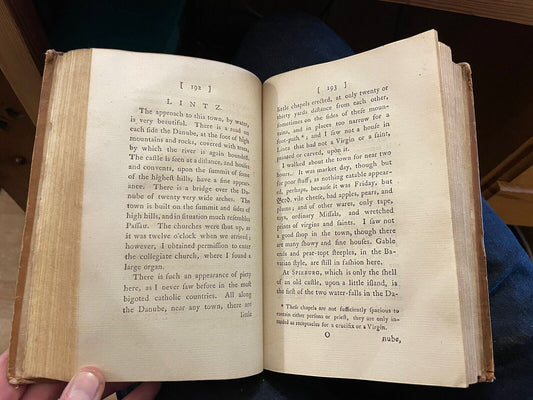 [ 192 ]
LINTZ.
The approach to this town, by water,
is very beautiful. There is a road on
each side the Danube, at the foot of high
mountains and rocks, covered with trees,
by which the river is again bounded.
The castle is seen at a distance, and houses
and convents, upon the summit of some
of the highest hills, have a fine appear-
ance. There is a bridge over the Da-
nube of twenty very wide arches. The
town is built on the summits and sides of
high hills, and in situation much resembles
Passau. The churches were shut up, as
it was twelve o'clock when we arrived;
however, I obtained permission to enter
the collegiate church, where I found a
large organ.
There is such an appearance of piety
here, as I never saw before in the most
bigoted catholic countries. All along
the Danube, near any town, there are
little
[ 193 ]
little chapels erected, at only twenty or
thirty yards distance from each other,
sometimes on the sides of these moun-
tains, and in places too narrow for a
foot-path*; and I saw not a house in
Lintz that had not a Virgin or a saint,
painted or carved, upon it.
I walked about the town for near two
hours. It was market day, though but
for poor stuff; as nothing eatable appear-
ed, perhaps, because it was Friday, but
Bero, vile cheese, bad apples, pears, and
plums; and of other wares, only tape,
toys, ordinary Missals, and wretched
prints of virgins and saints. I saw not
a good shop in the town, though there
are many showy and fine houses. Gable
ends and pear-topt steeples, in the Ba-
varian style, are still in fashion here.
At Spieburg, which is only the shell
of an old castle, upon a little island, is
the first of the two water-falls in the Da-
* These chapels are not sufficiently spacious to
contain either persons or priest, they are only in-
tended as receptacles for a crucifix or a Virgin.
O
nube,